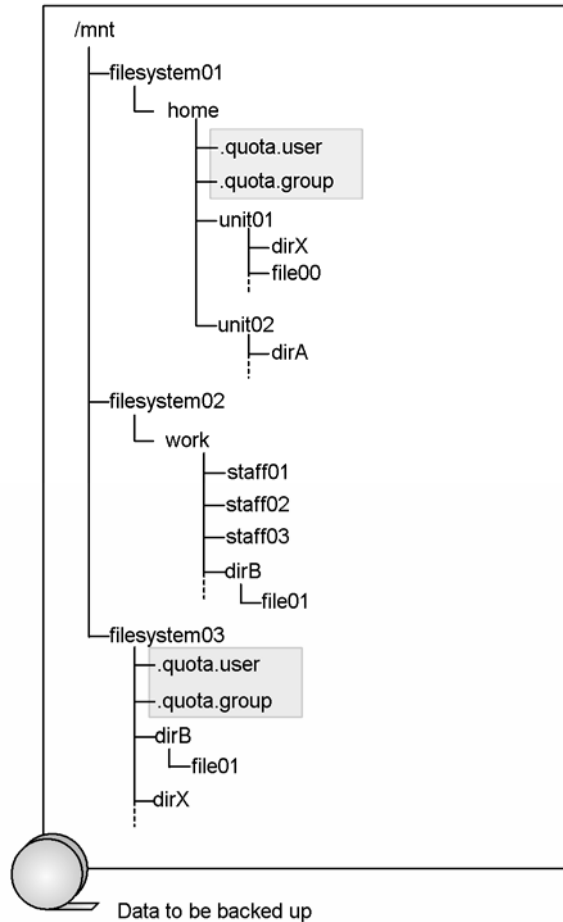 /mnt
filesystem01
home
.quota.user
.quota.group
unit01
dirX
file00
unit02
dirA
filesystem02
work
staff01
staff02
staff03
dirB
file01
filesystem03
.quota.user
.quota.group
dirB
file01
dirX
Data to be backed up